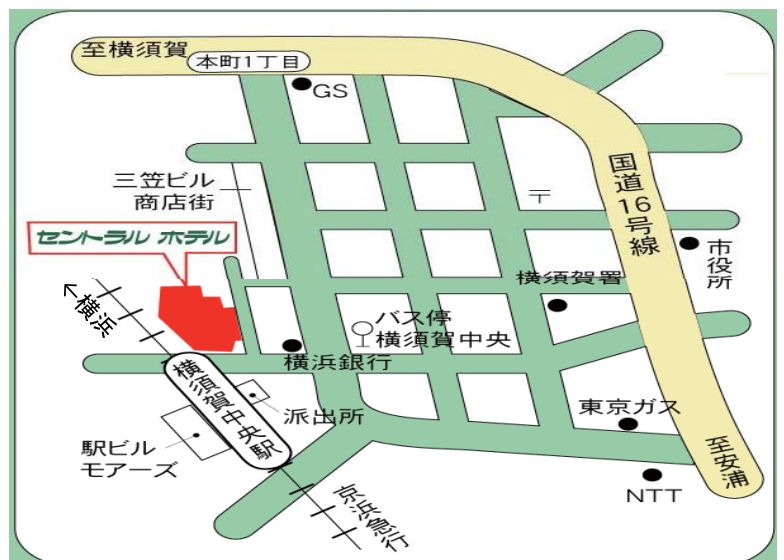 至横須賀
本町1丁目
GS
三笠ビル
商店街
〒
国道16号線
セントラル ホテル
市役所
横須賀署
←横浜
バス停
横須賀中央
横浜銀行
横須賀中央駅
派出所
東京ガス
駅ビル
モアーズ
至安浦
NTT
京浜急行